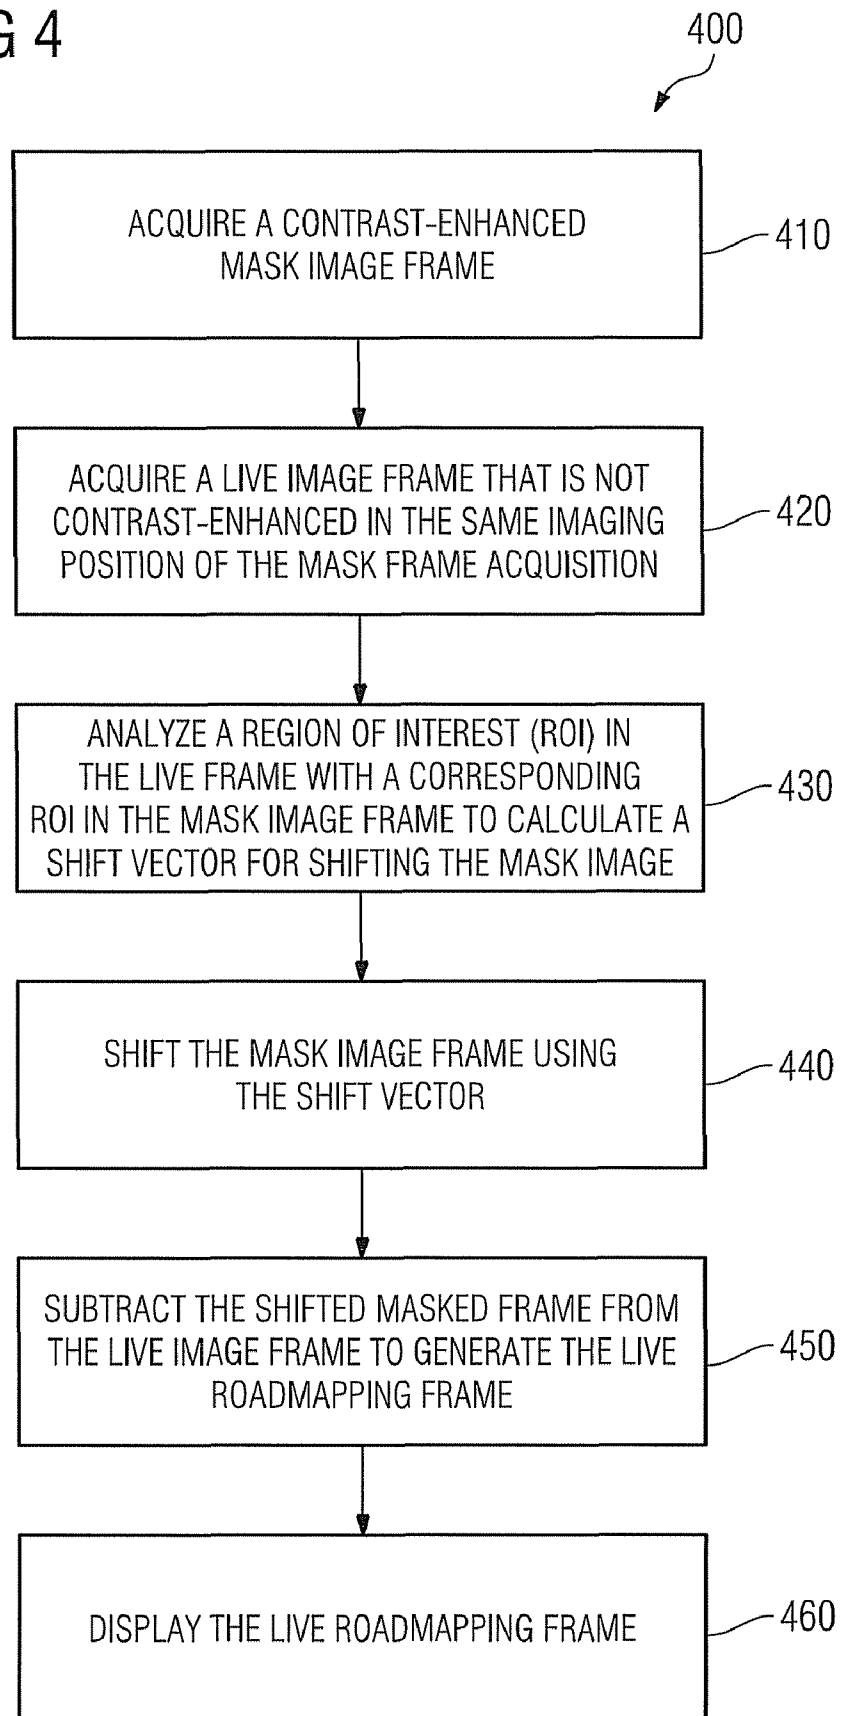 G 4
400
ACQUIRE A CONTRAST-ENHANCED
MASK IMAGE FRAME
410
ACQUIRE A LIVE IMAGE FRAME THAT IS NOT
CONTRAST-ENHANCED IN THE SAME IMAGING
POSITION OF THE MASK FRAME ACQUISITION
420
ANALYZE A REGION OF INTEREST (ROI) IN
THE LIVE FRAME WITH A CORRESPONDING
ROI IN THE MASK IMAGE FRAME TO CALCULATE A
SHIFT VECTOR FOR SHIFTING THE MASK IMAGE
430
SHIFT THE MASK IMAGE FRAME USING
THE SHIFT VECTOR
440
SUBTRACT THE SHIFTED MASKED FRAME FROM
THE LIVE IMAGE FRAME TO GENERATE THE LIVE
ROADMAPPING FRAME
450
DISPLAY THE LIVE ROADMAPPING FRAME
460